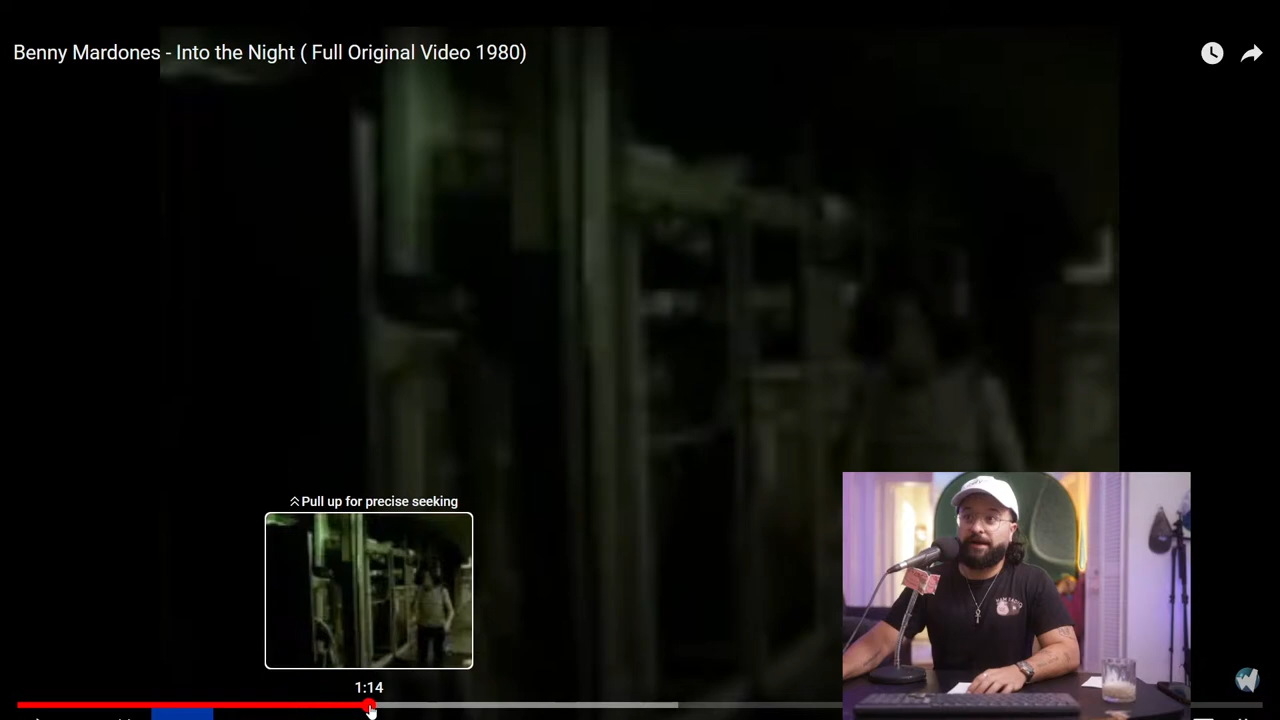 Benny Mardones - Into the Night ( Full Original Video 1980)
Pull up for precise seeking
1:14